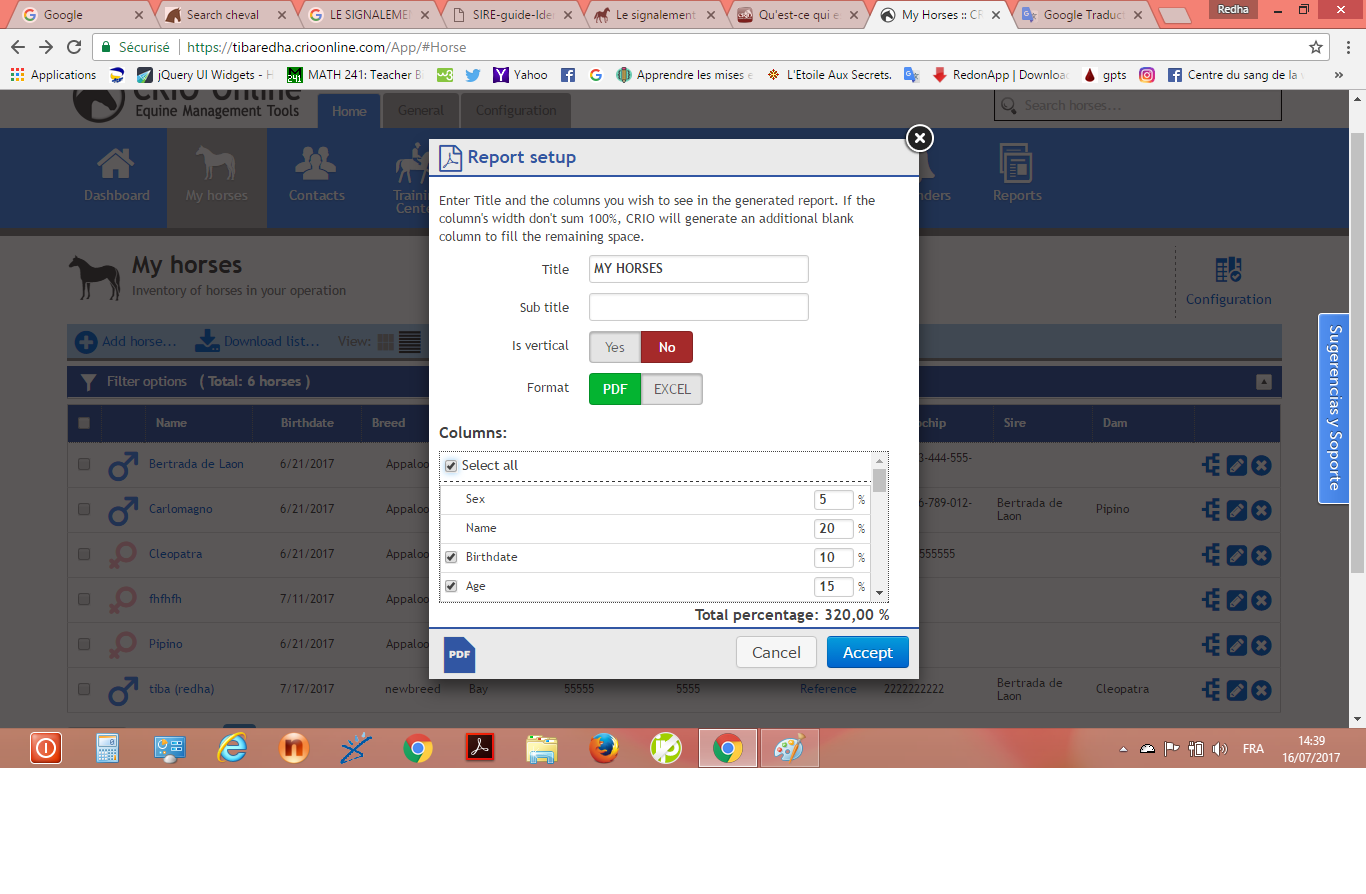 Google
Search cheval
LE SIGNALEME
SIRE-guide-Ide
Le signalement
Qu'est-ce qui e
My Horses :: C
Google Traduct
Redha
Sécurisé
https://tibaredha.crioonline.com/App/#Horse
Applications
jQuery UI Widgets - H
MATH 241: Teacher B
Yahoo
Apprendre les mises e
L'Etoile Aux Secrets.
RedonApp | Downloa
gpts
Centre du sang de la
»
CRIO Online
Equine Management Tools
Home
General
Configuration
Search horses...
Dashboard
My horses
Contacts
Reports
My horses
Inventory of horses in your operation
Configuration
Add horse...
Download list...
View:
Filter options
( Total: 6 horses )
Name
Birthdate
Breed
Sire
Dam
Bertrada de Laon
6/21/2017
Appaloo
3-444-555-
Carlomagno
6/21/2017
Appaloo
6-789-012-
Bertrada de
Laon
Pipino
Cleopatra
6/21/2017
Appaloo
555555
fhfhfh
7/11/2017
Appaloo
Pipino
6/21/2017
Appaloo
tiba (redha)
7/17/2017
newbreed
Bay
55555
5555
Reference
2222222222
Bertrada de
Laon
Cleopatra
Report setup
Enter Title and the columns you wish to see in the generated report. If the
column's width don't sum 100%, CRIO will generate an additional blank
column to fill the remaining space.
Title
MY HORSES
Sub title
Is vertical
Yes
No
Format
PDF
EXCEL
Columns:
Select all
Sex
5
%
Name
20
%
Birthdate
10
%
Age
15
%
Total percentage: 320,00 %
PDF
Cancel
Accept
Sugerencias y Soporte
FRA
14:39
16/07/2017